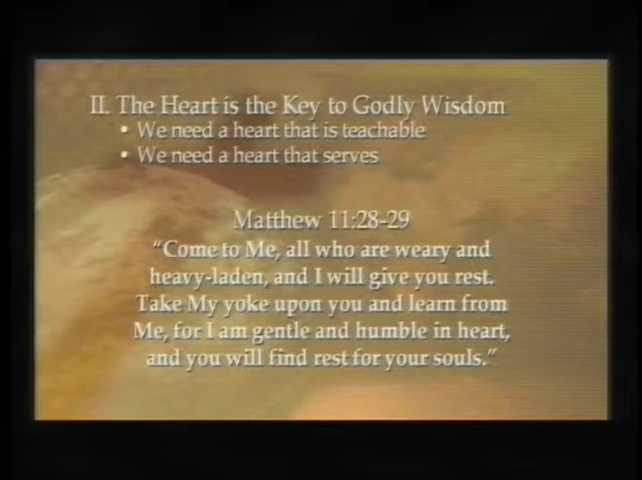 II. The Heart is the Key to Godly Wisdom
• We need a heart that is teachable
• We need a heart that serves
Matthew 11:28-29
“Come to Me, all who are weary and
heavy-laden, and I will give you rest.
Take My yoke upon you and learn from
Me, for I am gentle and humble in heart,
and you will find rest for your souls.”